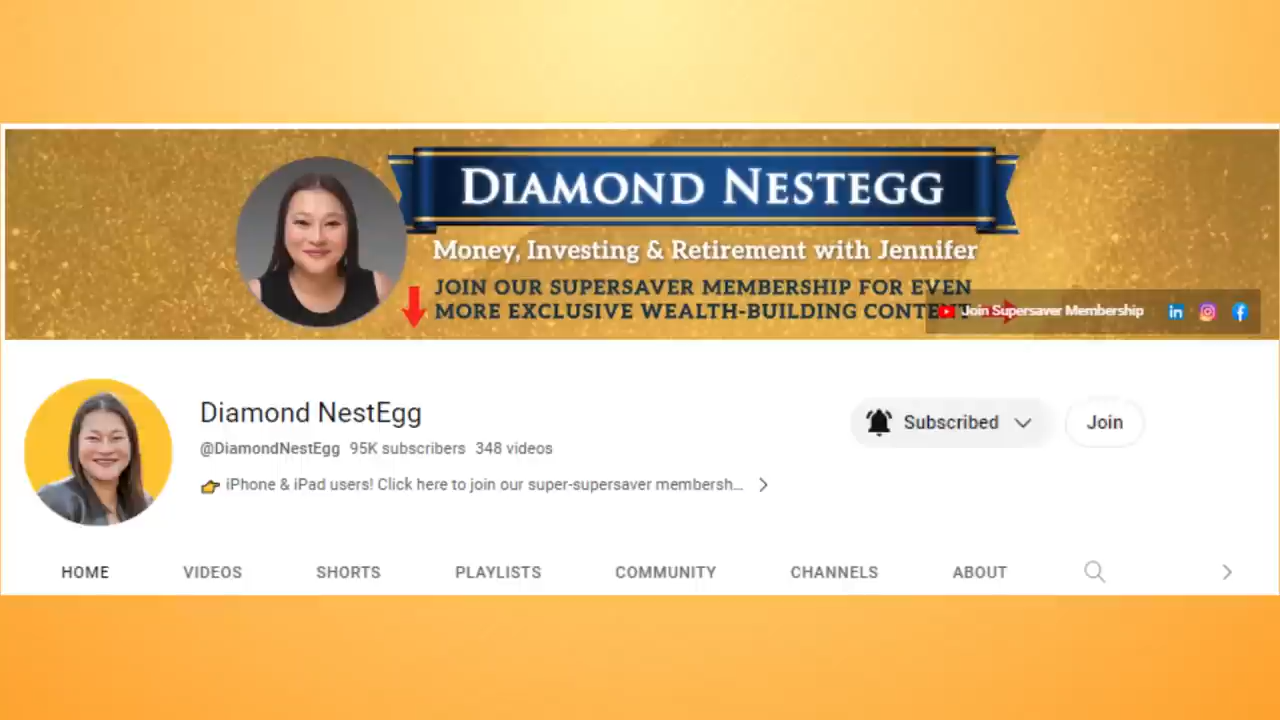 DIAMOND NESTEGG
Money, Investing & Retirement with Jennifer
JOIN OUR SUPERSAVER MEMBERSHIP FOR EVEN
MORE EXCLUSIVE WEALTH-BUILDING CONTENT
Join Supersaver Membership
Diamond NestEgg
@DiamondNestEgg 95K subscribers 348 videos
iPhone & iPad users! Click here to join our super-supersaver membersh...
Subscribed
Join
HOME VIDEOS SHORTS PLAYLISTS COMMUNITY CHANNELS ABOUT